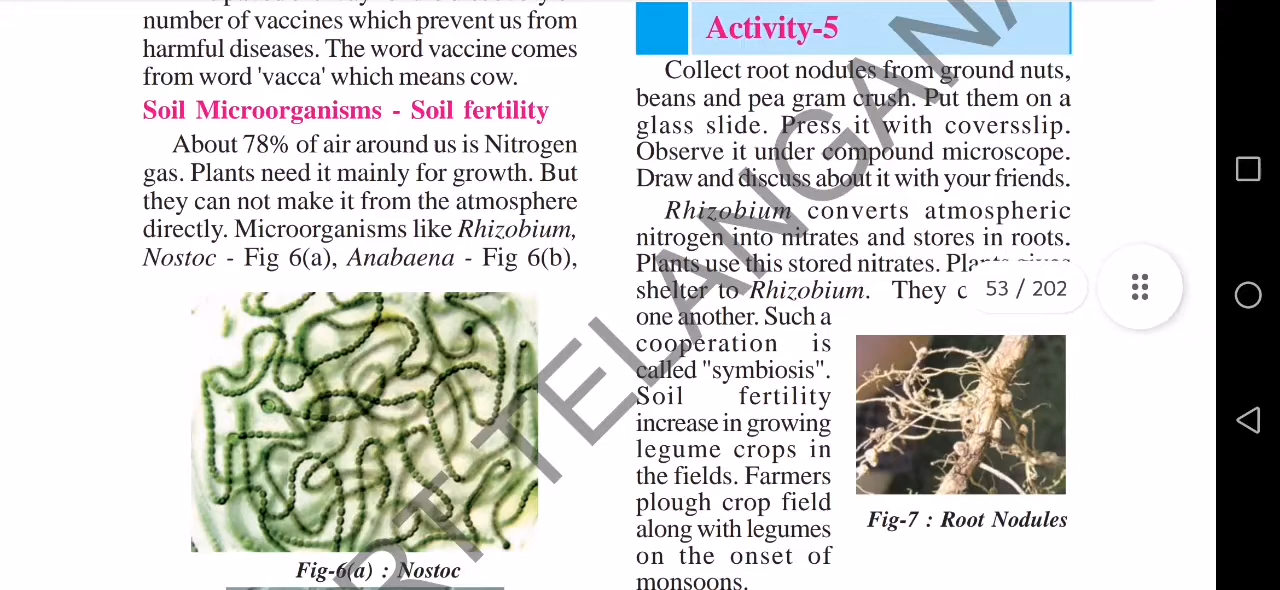 number of vaccines which prevent us from
harmful diseases. The word vaccine comes
from word 'vacca' which means cow.
Soil Microorganisms - Soil fertility
About 78% of air around us is Nitrogen
gas. Plants need it mainly for growth. But
they can not make it from the atmosphere
directly. Microorganisms like Rhizobium,
Nostoc - Fig 6(a), Anabaena - Fig 6(b),
Fig-6(a) : Nostoc
Activity-5
Collect root nodules from ground nuts,
beans and pea gram crush. Put them on a
glass slide. Press it with coversslip.
Observe it under compound microscope.
Draw and discuss about it with your friends.
Rhizobium converts atmospheric
nitrogen into nitrates and stores in roots.
Plants use this stored nitrates.
shelter to Rhizobium. They
one another. Such a
cooperation is
called "symbiosis".
Soil fertility
increase in growing
legume crops in
the fields. Farmers
plough crop field
along with legumes
on the onset of
monsoons.
Fig-7 : Root Nodules
53 / 202
RT TELANGANA